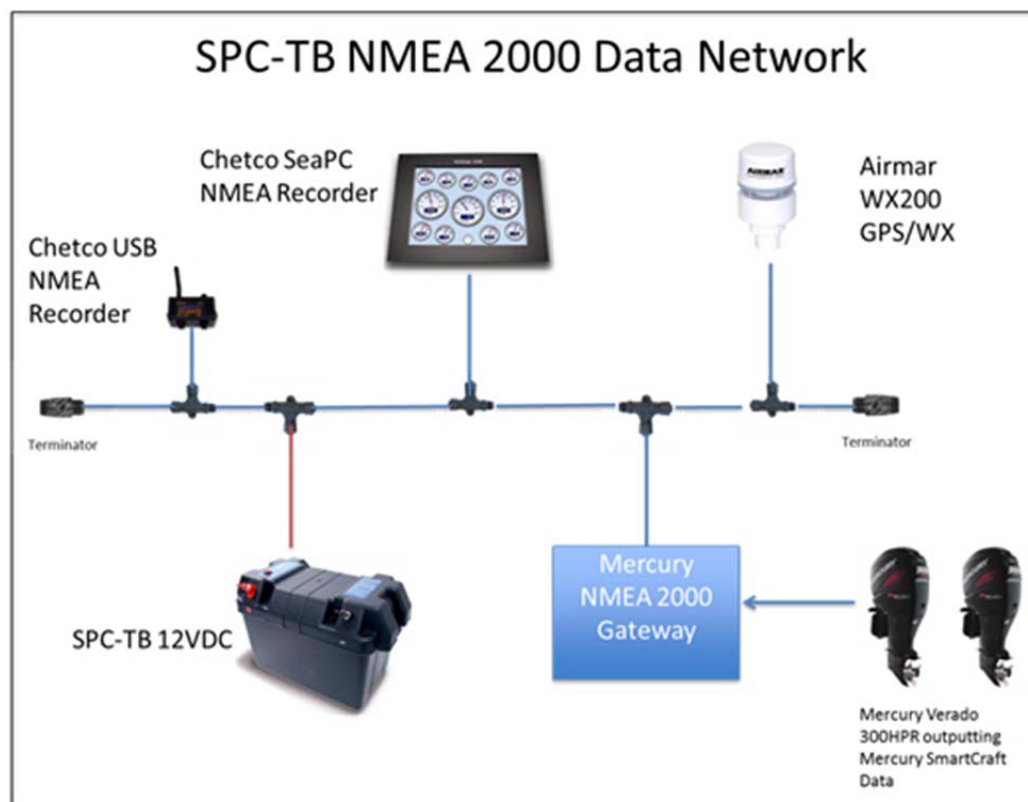 SPC-TB NMEA 2000 Data Network
Chetco SeaPC
NMEA Recorder
Airmar
WX200
GPS/WX
AIRMAR
Chetco USB
NMEA
Recorder
Terminator
Terminator
SPC-TB 12VDC
Mercury
NMEA 2000
Gateway
Mercury Verado
300HPR outputting
Mercury SmartCraft
Data